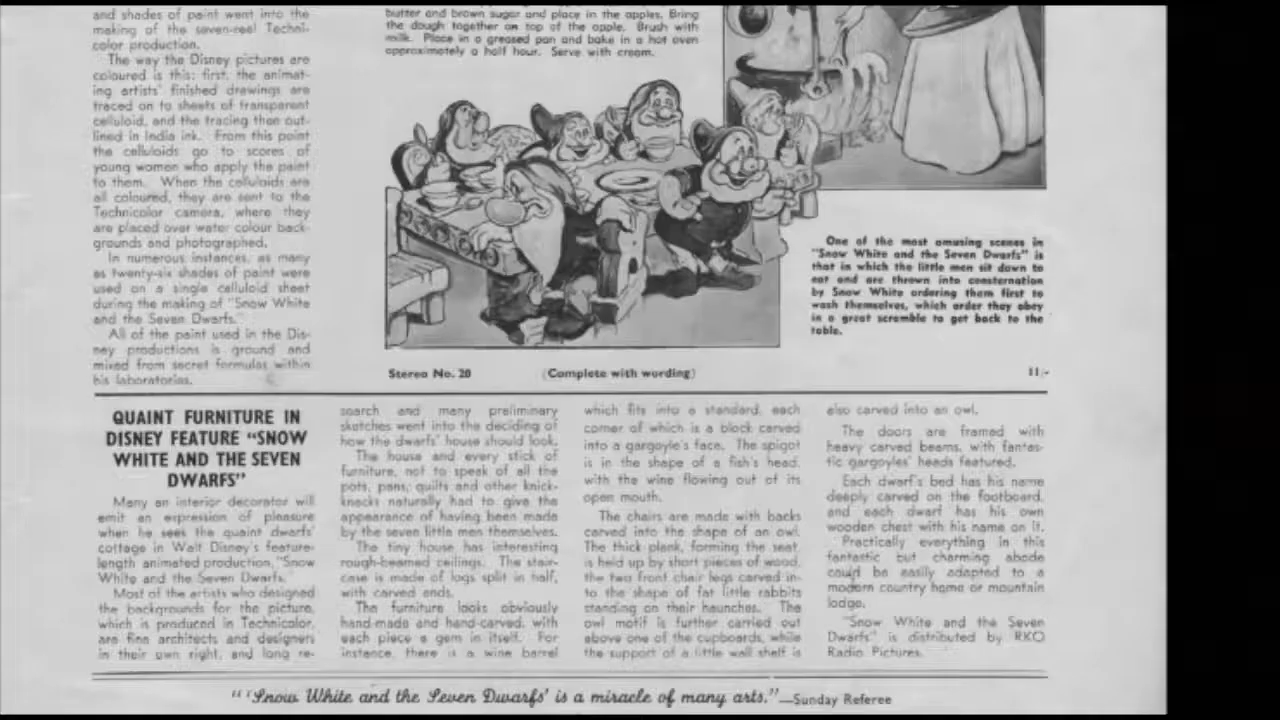 and shades of paint went into the
making of the seven-reel Techni-
color production.
The way the Disney pictures are
coloured is this: first, the animat-
ing artists' finished drawings are
traced on to sheets of transparent
celluloid, and the tracing then out-
lined in India ink. From this point
the celluloids go to scores of
young women who apply the paint
to them. When the celluloids are
all coloured, they are sent to the
Technicolor camera, where they
are placed over water colour back-
grounds and photographed.
In numerous instances, as many
as twenty-six shades of paint were
used on a single celluloid sheet
during the making of "Snow White
and the Seven Dwarfs."
All of the paint used in the Dis-
ney productions is ground and
mixed from secret formulas within
his laboratories.
butter and brown sugar and place in the apples. Bring
the dough together on top of the apple. Brush with
milk. Place in a greased pan and bake in a hot oven
approximately a half hour. Serve with cream.
One of the most amusing scenes in
"Snow White and the Seven Dwarfs" is
that in which the little men sit down to
eat and are thrown into consternation
by Snow White ordering them first to
wash themselves, which order they obey
in a great scramble to get back to the
table.
Stereo No. 20 (Complete with wording) 11/-
QUAINT FURNITURE IN
DISNEY FEATURE "SNOW
WHITE AND THE SEVEN
DWARFS"
Many an interior decorator will
emit an expression of pleasure
when he sees the quaint dwarfs'
cottage in Walt Disney's feature-
length animated production, "Snow
White and the Seven Dwarfs."
Most of the artists who designed
the backgrounds for the picture,
which is produced in Technicolor,
are fine architects and designers
in their own right, and long re-
search and many preliminary
sketches went into the deciding of
how the dwarfs' house should look.
The house and every stick of
furniture, not to speak of all the
pots, pans, quilts and other knick-
knacks naturally had to give the
appearance of having been made
by the seven little men themselves.
The tiny house has interesting
rough-beamed ceilings. The stair-
case is made of logs split in half,
with carved ends.
The furniture looks obviously
hand-made and hand-carved, with
each piece a gem in itself. For
instance, there is a wine barrel
which fits into a standard, each
corner of which is a block carved
into a gargoyle's face. The spigot
is in the shape of a fish's head,
with the wine flowing out of its
open mouth.
The chairs are made with backs
carved into the shape of an owl.
The thick plank, forming the seat,
is held up by short pieces of wood,
the two front chair legs carved in-
to the shape of fat little rabbits
standing on their haunches. The
owl motif is further carried out
above one of the cupboards, while
the support of a little wall shelf is
also carved into an owl.
The doors are framed with
heavy carved beams, with fantas-
tic gargoyles' heads featured.
Each dwarf's bed has his name
deeply carved on the footboard,
and each dwarf has his own
wooden chest with his name on it.
Practically everything in this
fantastic but charming abode
could be easily adapted to a
modern country home or mountain
lodge.
"Snow White and the Seven
Dwarfs" is distributed by RKO
Radio Pictures.
"'Snow White and the Seven Dwarfs' is a miracle of many arts."—Sunday Referee